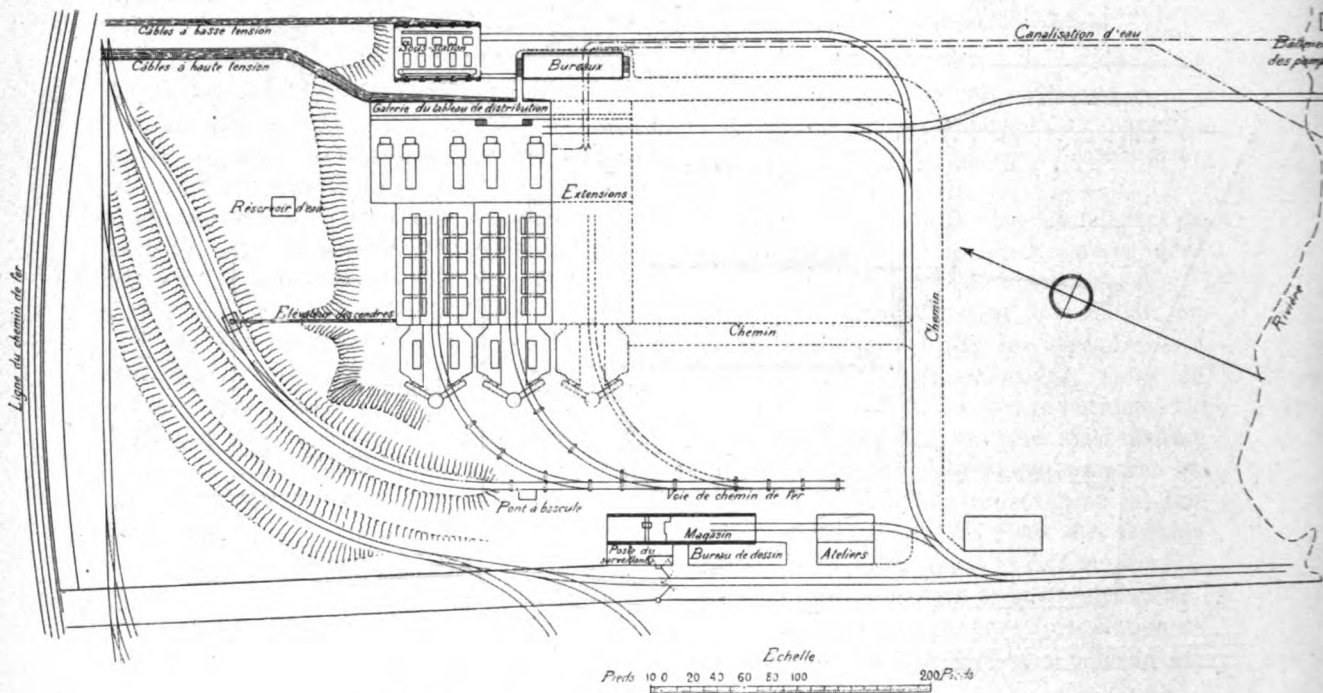 Câbles à basse tension
Sous-station
Canalisation d'eau
Câbles à haute tension
Bureaux
Bâtiment
des pomp
Galerie du tableau de distribution
Extensions
Réservoir d'eau
Ligne du chemin de fer
Elévateur des cendres
Chemin
Chemin
Rivière
Voie de chemin de fer
Pont à bascule
Magasin
Poste du
surveillant
Bureau de dessin
Ateliers
Echelle
Pieds 10 0 20 40 60 80 100 200 Pieds